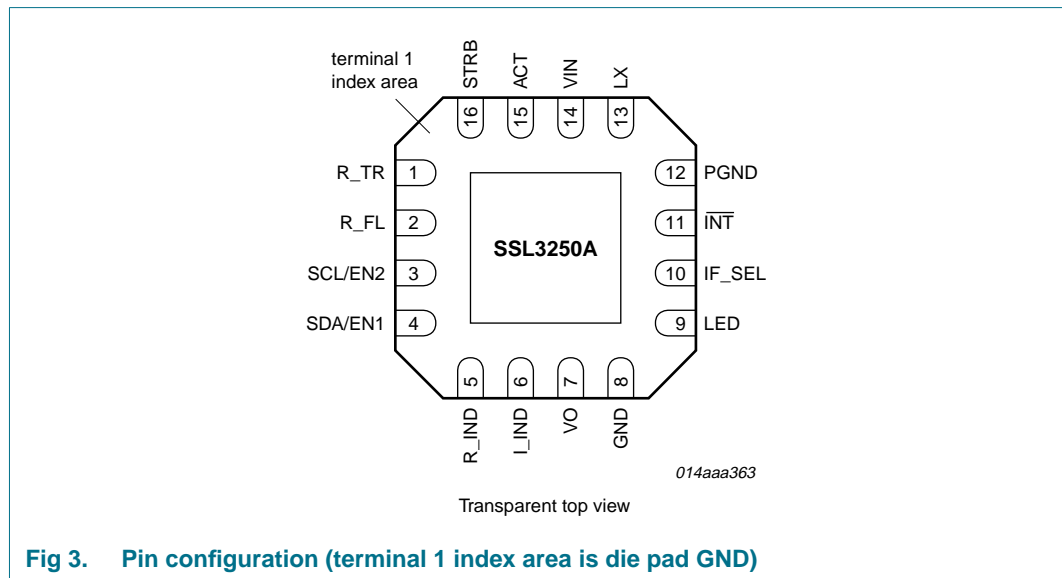 terminal 1
index area
STRB
ACT
VIN
LX
16
15
14
13
R_TR 1
12 PGND
R_FL 2
11 I̅N̅T̅
SSL3250A
SCL/EN2 3
10 IF_SEL
SDA/EN1 4
9 LED
5
6
7
8
R_IND
I_IND
VO
GND
014aaa363
Transparent top view
Fig 3. Pin configuration (terminal 1 index area is die pad GND)